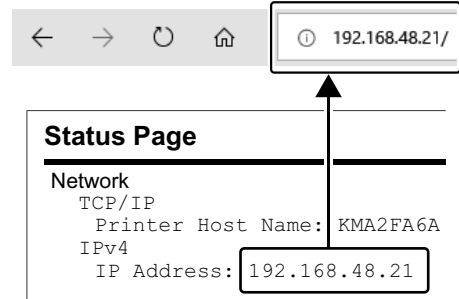 192.168.48.21/
Status Page
Network
TCP/IP
Printer Host Name: KMA2FA6A
IPv4
IP Address: 192.168.48.21